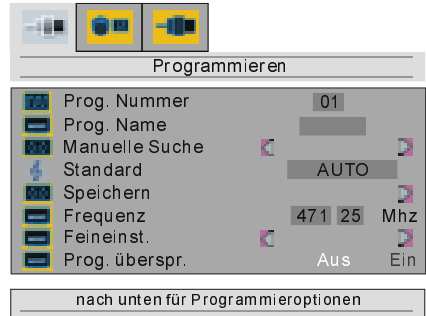 Programmieren
Prog. Nummer 01
Prog. Name
Manuelle Suche
Standard AUTO
Speichern
Frequenz 471 25 Mhz
Feineinst.
Prog. überspr. Aus Ein
nach unten für Programmieroptionen